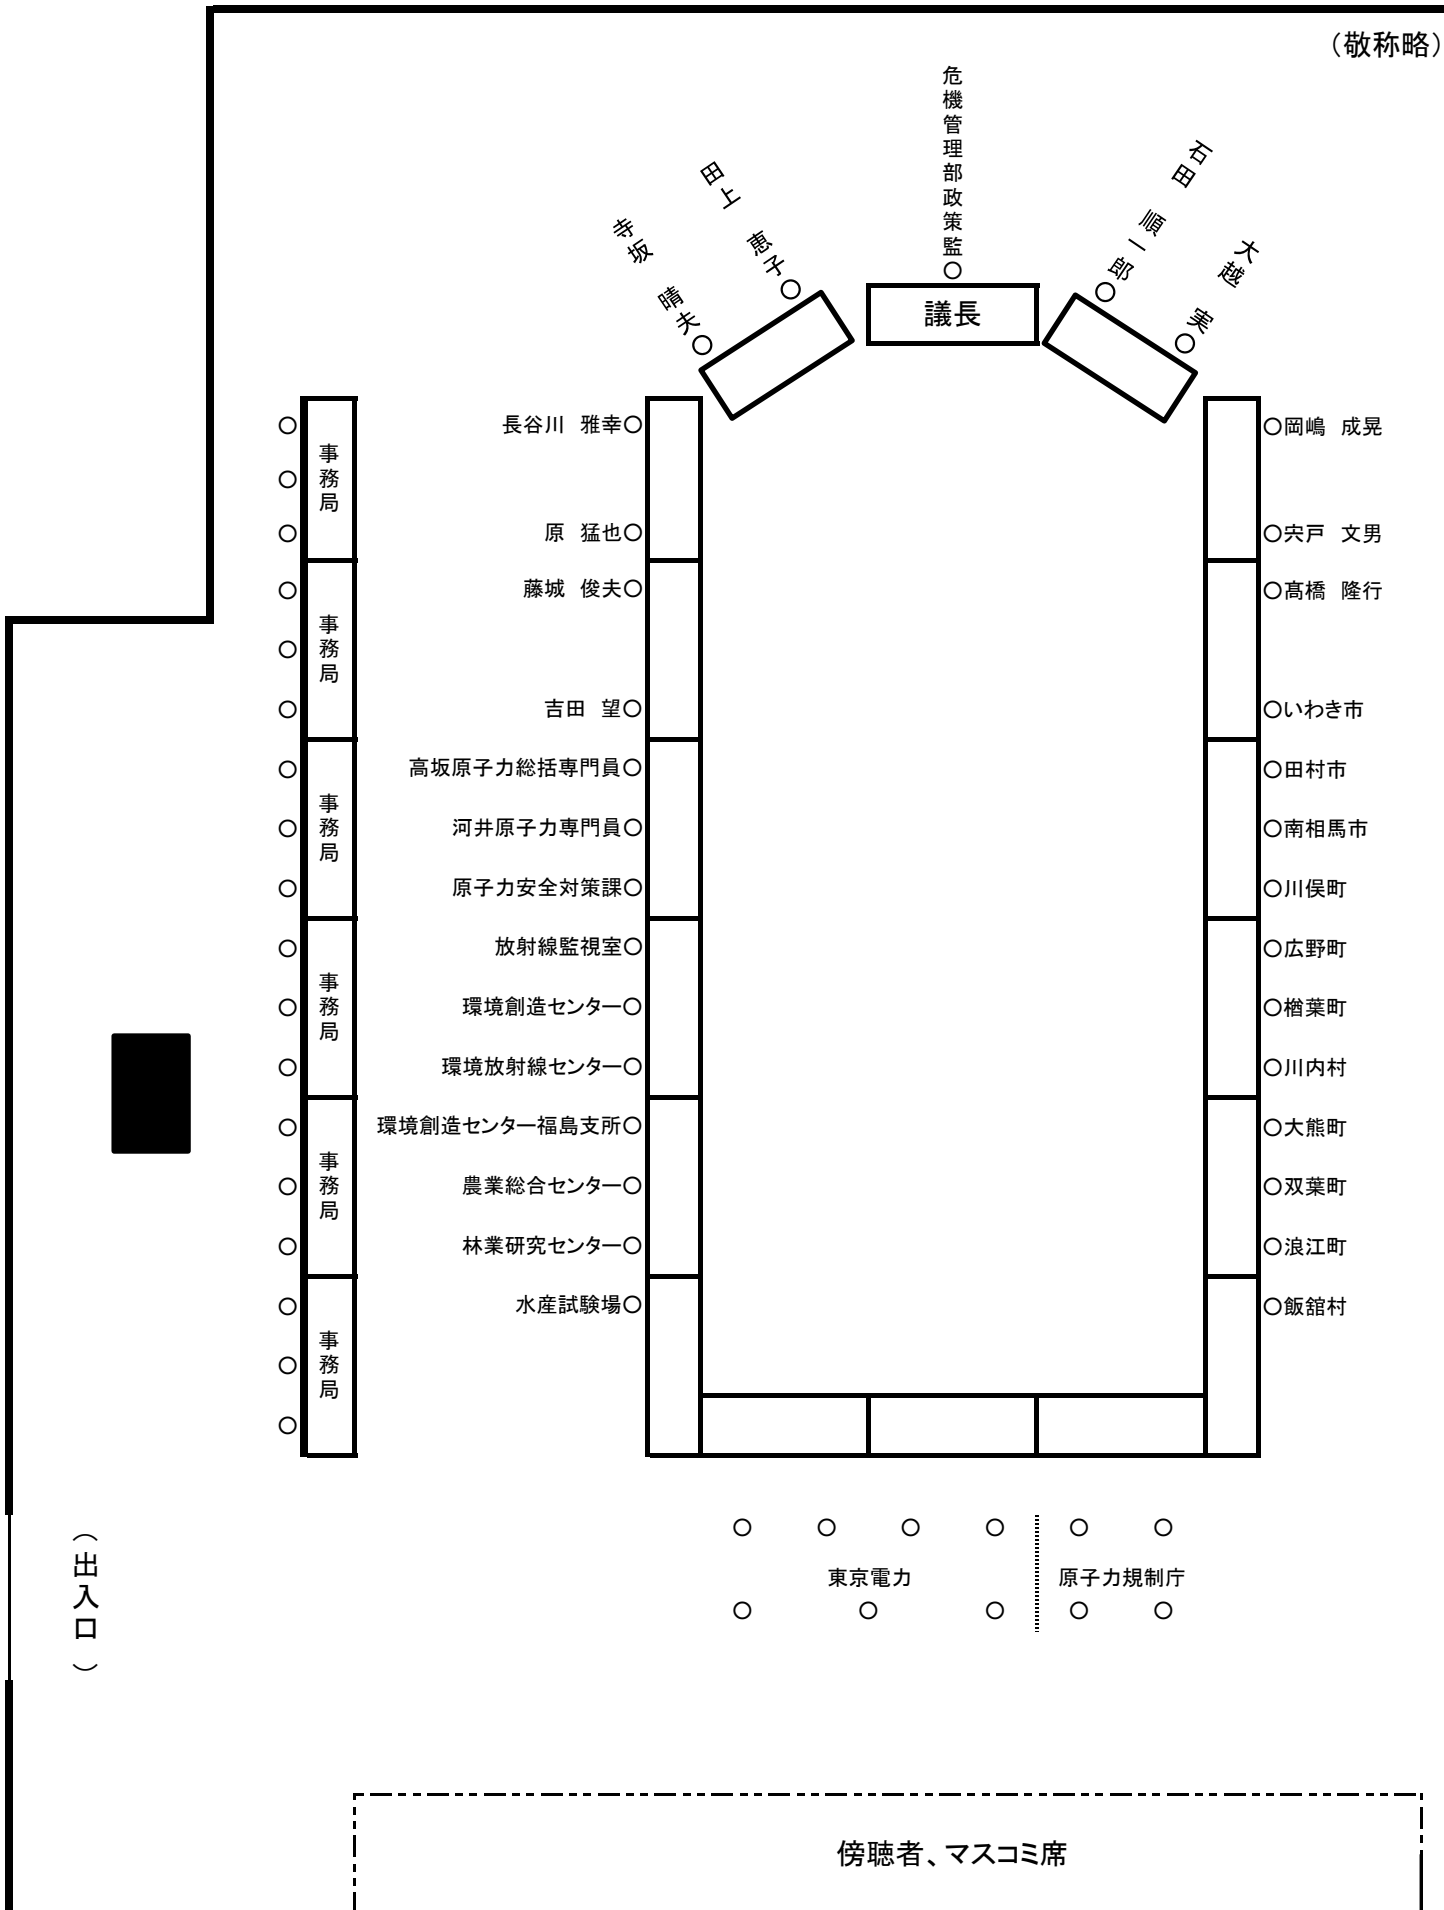 （敬称略）
危機管理部政策監
石田 順一郎
田上 恵子
寺坂 晴夫
大越 実
議長
長谷川 雅幸
岡嶋 成晃
事務局
原 猛也
宍戸 文男
藤城 俊夫
髙橋 隆行
事務局
吉田 望
いわき市
高坂原子力総括専門員
田村市
事務局
河井原子力専門員
南相馬市
原子力安全対策課
川俣町
放射線監視室
広野町
事務局
環境創造センター
楢葉町
環境放射線センター
川内村
環境創造センター福島支所
大熊町
事務局
農業総合センター
双葉町
林業研究センター
浪江町
水産試験場
飯舘村
事務局
（出入口）
東京電力
原子力規制庁
傍聴者、マスコミ席